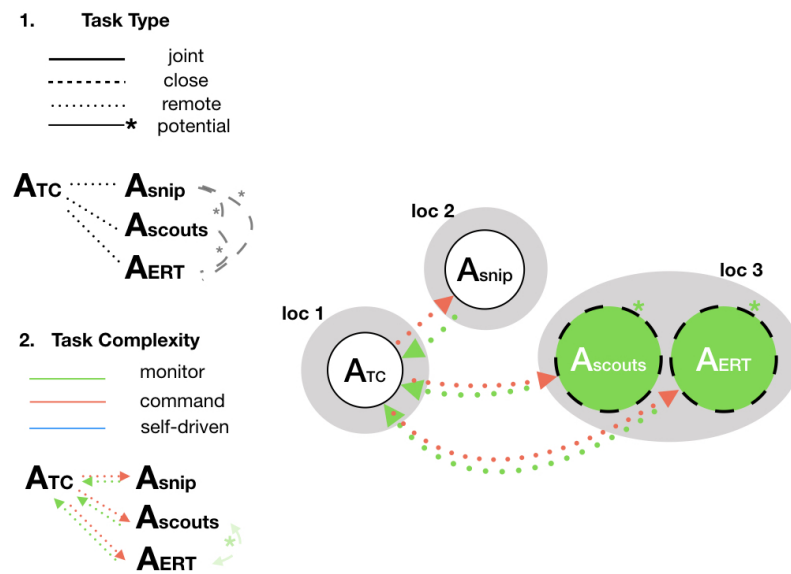 1. Task Type
joint
close
remote
potential
*
ATC Asnip
Ascouts
AERT
*
*
*
2. Task Complexity
monitor
command
self-driven
ATC Asnip
Ascouts
AERT
*
loc 1
ATC
loc 2
Asnip
loc 3
*
Ascouts
*
AERT